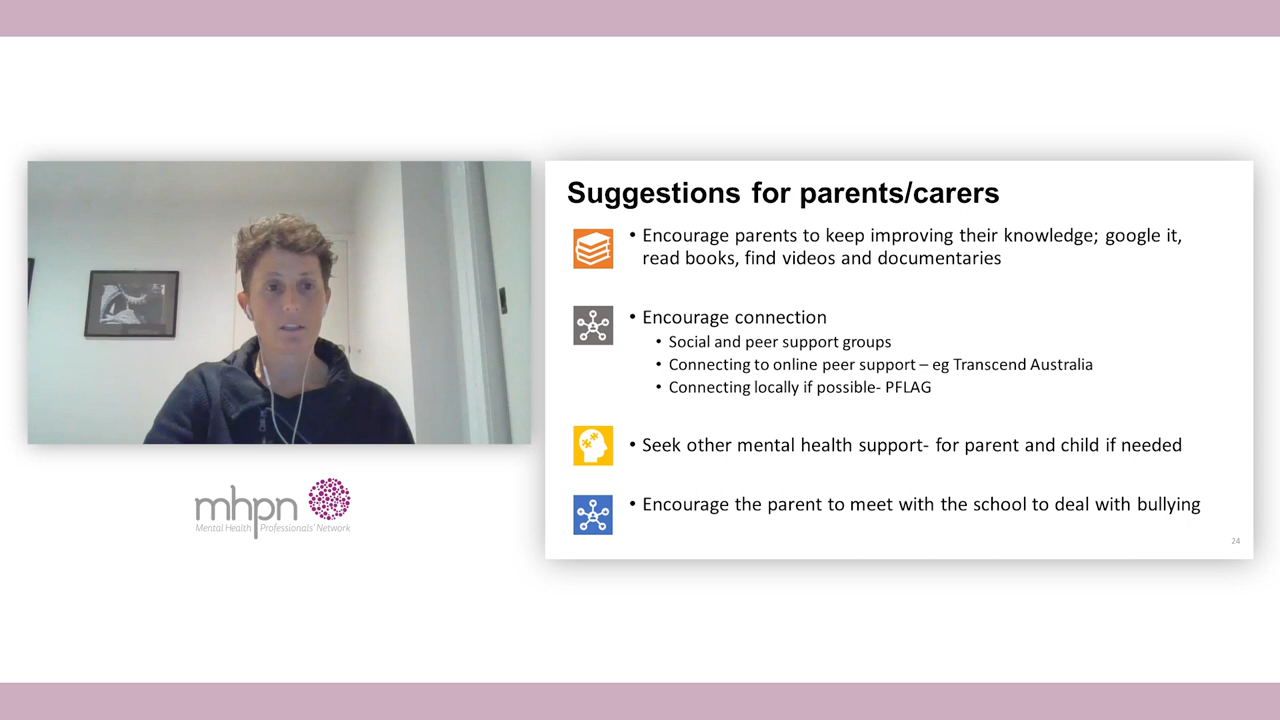 Suggestions for parents/carers
• Encourage parents to keep improving their knowledge; google it,
read books, find videos and documentaries
• Encourage connection
• Social and peer support groups
• Connecting to online peer support – eg Transcend Australia
• Connecting locally if possible- PFLAG
• Seek other mental health support- for parent and child if needed
• Encourage the parent to meet with the school to deal with bullying
24
mhpn
Mental Health Professionals' Network